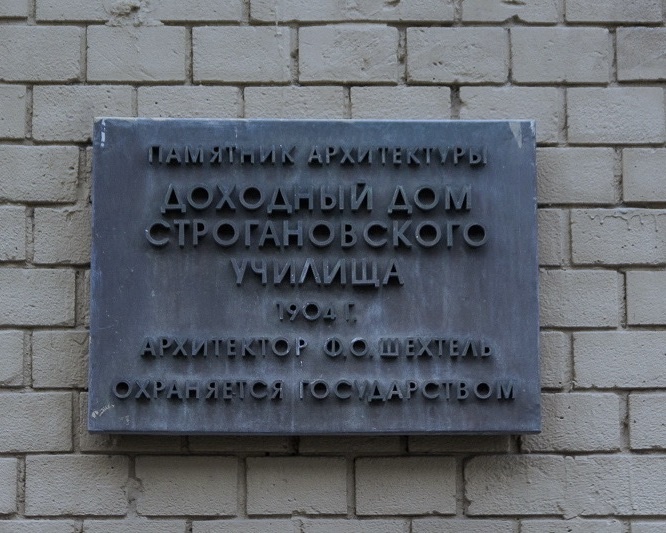 ПАМЯТНИК АРХИТЕКТУРЫ
ДОХОДНЫЙ ДОМ
СТРОГАНОВСКОГО
УЧИЛИЩА
1904 Г.
АРХИТЕКТОР Ф.О.ШЕХТЕЛЬ
ОХРАНЯЕТСЯ ГОСУДАРСТВОМ